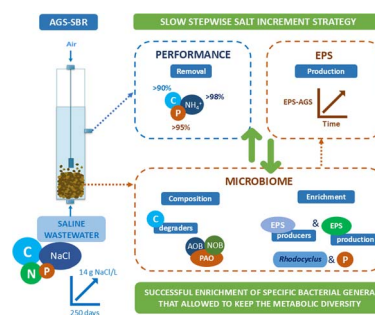 AGS-SBR
SLOW STEPWISE SALT INCREMENT STRATEGY
Air
PERFORMANCE
Removal
>90%
C
NH₄⁺
>98%
P
>95%
EPS
Production
EPS-AGS
Time
MICROBIOME
Composition
C
degraders
AOB
NOB
PAO
Enrichment
EPS
producers
&
EPS
production
Rhodocyclus
&
P
SALINE
WASTEWATER
C
NaCl
N
P
14 g NaCl/L
250 days
SUCCESSFUL ENRICHMENT OF SPECIFIC BACTERIAL GENERA
THAT ALLOWED TO KEEP THE METABOLIC DIVERSITY